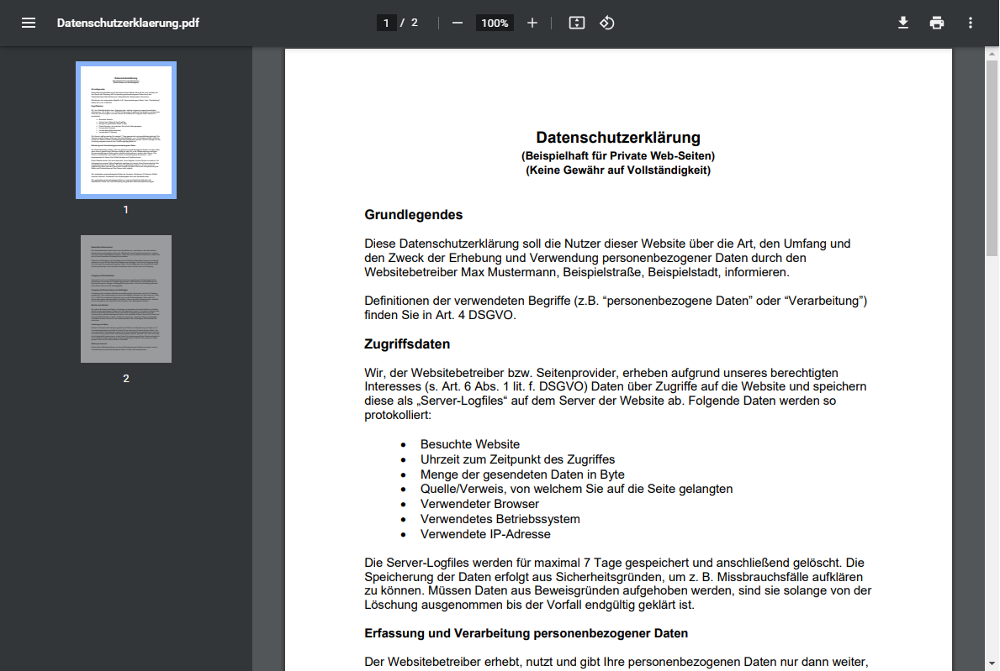 Datenschutzerklaerung.pdf
1 / 2
100%
1
2
Datenschutzerklärung
(Beispielhaft für Private Web-Seiten)
(Keine Gewähr auf Vollständigkeit)
Grundlegendes
Diese Datenschutzerklärung soll die Nutzer dieser Website über die Art, den Umfang und
den Zweck der Erhebung und Verwendung personenbezogener Daten durch den
Websitebetreiber Max Mustermann, Beispielstraße, Beispielstadt, informieren.
Definitionen der verwendeten Begriffe (z.B. “personenbezogene Daten” oder “Verarbeitung”)
finden Sie in Art. 4 DSGVO.
Zugriffsdaten
Wir, der Websitebetreiber bzw. Seitenprovider, erheben aufgrund unseres berechtigten
Interesses (s. Art. 6 Abs. 1 lit. f. DSGVO) Daten über Zugriffe auf die Website und speichern
diese als „Server-Logfiles“ auf dem Server der Website ab. Folgende Daten werden so
protokolliert:
• Besuchte Website
• Uhrzeit zum Zeitpunkt des Zugriffes
• Menge der gesendeten Daten in Byte
• Quelle/Verweis, von welchem Sie auf die Seite gelangten
• Verwendeter Browser
• Verwendetes Betriebssystem
• Verwendete IP-Adresse
Die Server-Logfiles werden für maximal 7 Tage gespeichert und anschließend gelöscht. Die
Speicherung der Daten erfolgt aus Sicherheitsgründen, um z. B. Missbrauchsfälle aufklären
zu können. Müssen Daten aus Beweisgründen aufgehoben werden, sind sie solange von der
Löschung ausgenommen bis der Vorfall endgültig geklärt ist.
Erfassung und Verarbeitung personenbezogener Daten
Der Websitebetreiber erhebt, nutzt und gibt Ihre personenbezogenen Daten nur dann weiter,